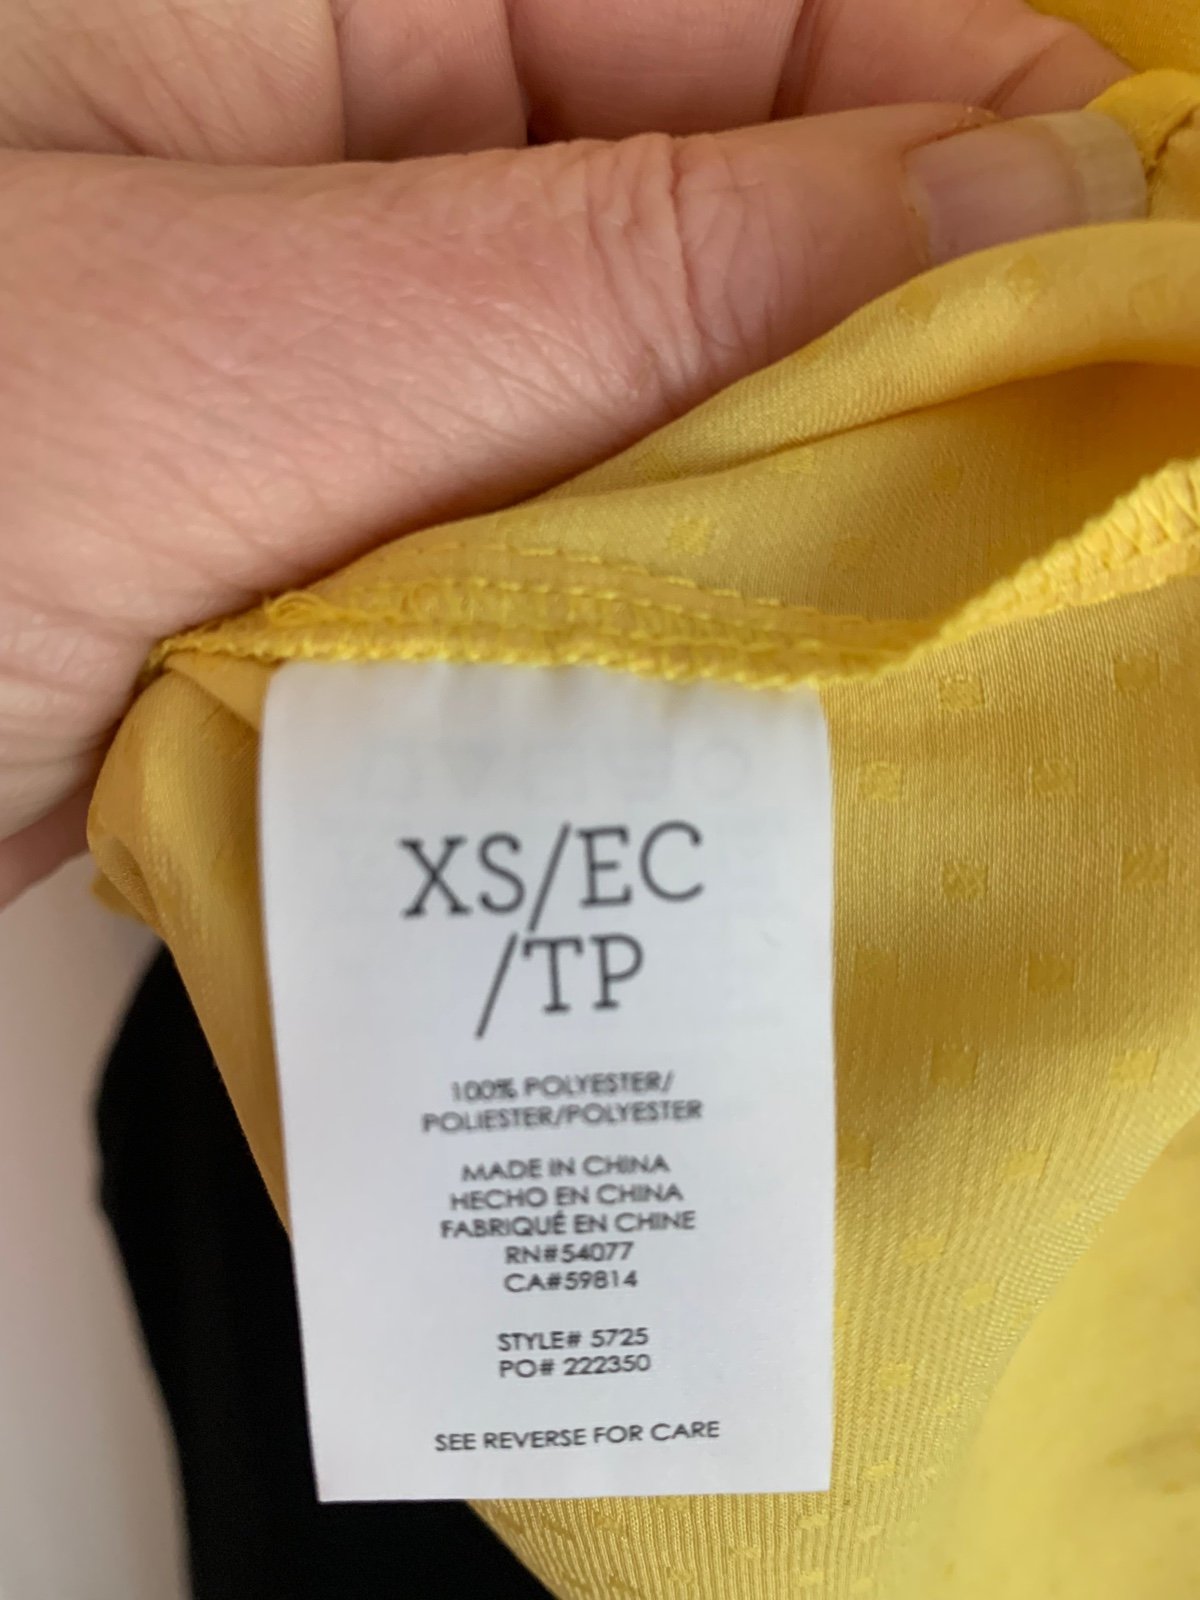 XS/EC
/TP
100% POLYESTER/
POLIESTER/POLYESTER
MADE IN CHINA
HECHO EN CHINA
FABRIQUÉ EN CHINE
RN#54077
CA#59814
STYLE# 5725
PO# 222350
SEE REVERSE FOR CARE